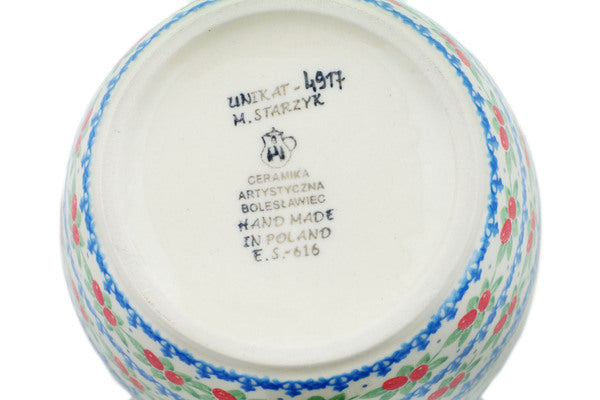 UNIKAT-4917
M. STARZYK
CERAMIKA
ARTYSTYCZNA
BOLESŁAWIEC
HAND MADE
IN POLAND
E.S.-616